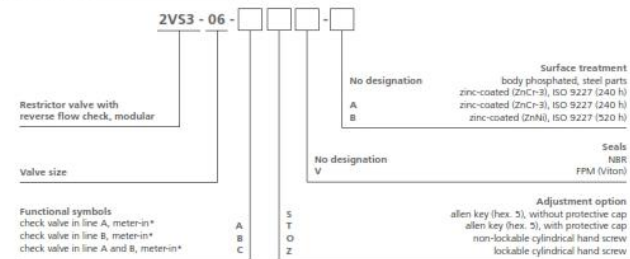 2VS3 - 06 - -
Surface treatment
No designation body phosphated, steel parts
zinc-coated (ZnCr-3), ISO 9227 (240 h)
A zinc-coated (ZnCr-3), ISO 9227 (240 h)
B zinc-coated (ZnNi), ISO 9227 (520 h)
Restrictor valve with
reverse flow check, modular
Seals
No designation NBR
V FPM (Viton)
Valve size
Adjustment option
S allen key (hex. 5), without protective cap
T allen key (hex. 5), with protective cap
O non-lockable cylindrical hand screw
Z lockable cylindrical hand screw
Functional symbols
check valve in line A, meter-in* A
check valve in line B, meter-in* B
check valve in line A and B, meter-in* C